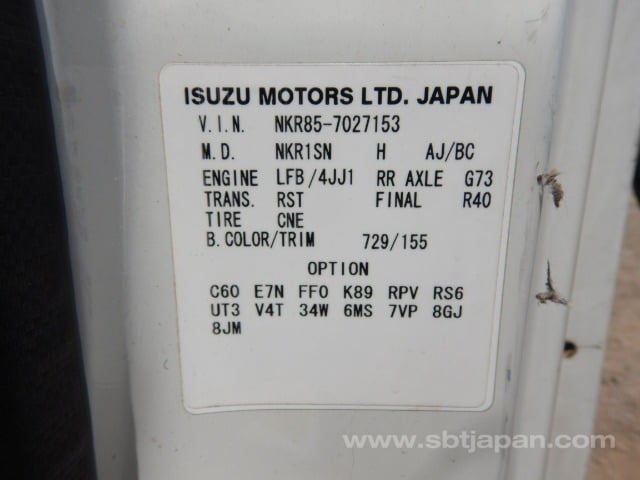 ISUZU MOTORS LTD. JAPAN
V.I.N. NKR85-7027153
M.D. NKR1SN H AJ/BC
ENGINE LFB/4JJ1 RR AXLE G73
TRANS. RST FINAL R40
TIRE CNE
B.COLOR/TRIM 729/155
OPTION
C60 E7N FF0 K89 RPV RS6
UT3 V4T 34W 6MS 7VP 8GJ
8JM
www.sbtjapan.com